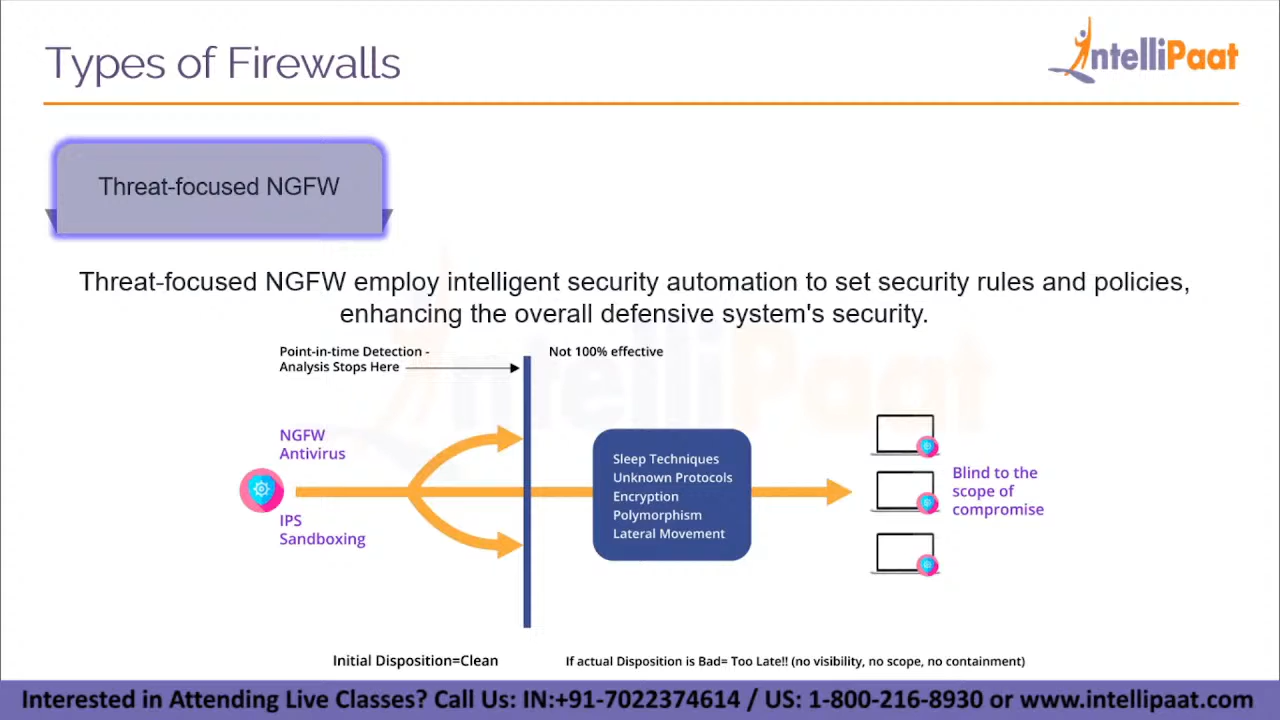 Types of Firewalls
IntelliPaat
Threat-focused NGFW
Threat-focused NGFW employ intelligent security automation to set security rules and policies,
enhancing the overall defensive system's security.
Point-in-time Detection -
Analysis Stops Here
Not 100% effective
NGFW
Antivirus
IPS
Sandboxing
Sleep Techniques
Unknown Protocols
Encryption
Polymorphism
Lateral Movement
Blind to the
scope of
compromise
Initial Disposition=Clean
If actual Disposition is Bad= Too Late!! (no visibility, no scope, no containment)
Interested in Attending Live Classes? Call Us: IN:+91-7022374614 / US: 1-800-216-8930 or www.intellipaat.com